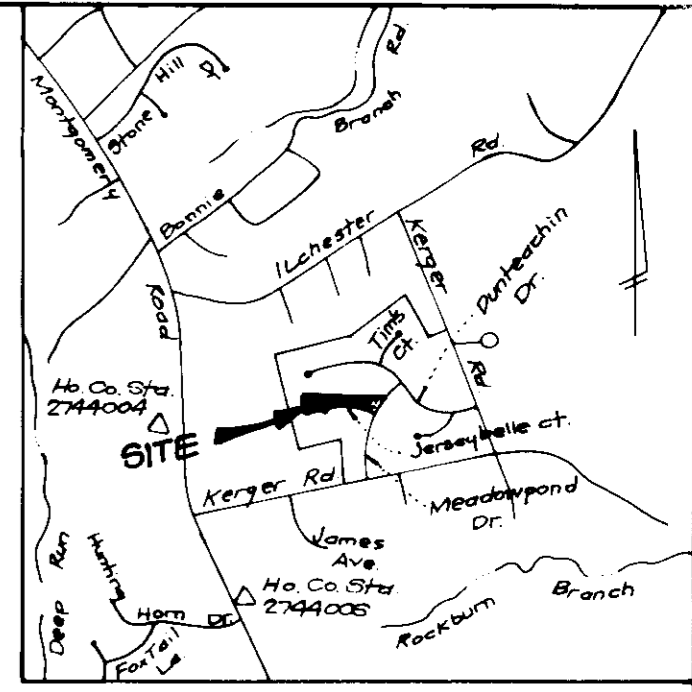 Montgomery
Road
Stone
Hill
Dr
Bonnie
Branch
Rd
ILchester
Rd.
Kerger
Rd
Dunteachin
Dr.
Tim's
Ct.
Ho. Co. Sta.
2744004
SITE
Jerseybelle ct.
Kerger Rd
Meadowpond
Dr.
James
Ave.
Ho. Co. Sta.
2744006
Deep Run
Hunting
Horn Dr.
FoxTail
La
Rockburn
Branch